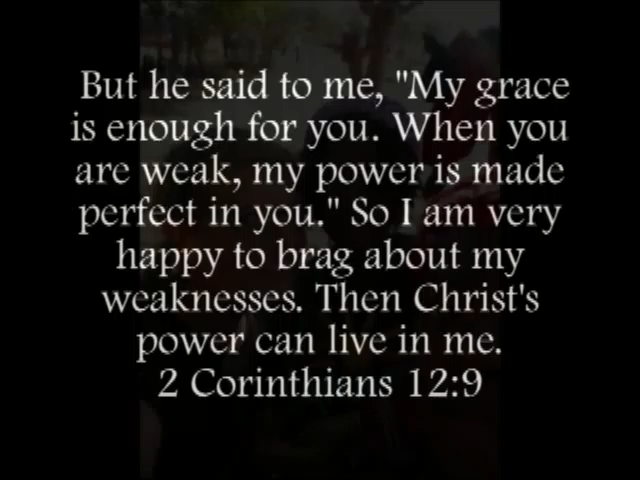 But he said to me, "My grace
is enough for you. When you
are weak, my power is made
perfect in you." So I am very
happy to brag about my
weaknesses. Then Christ's
power can live in me.
2 Corinthians 12:9